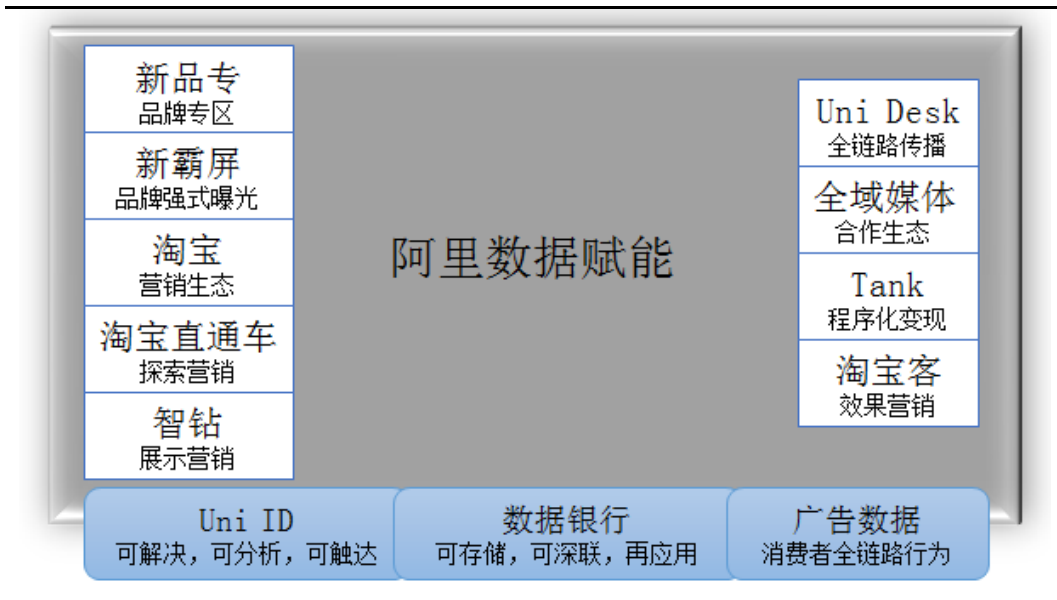 新品专
品牌专区
新霸屏
品牌强式曝光
淘宝
营销生态
淘宝直通车
探索营销
智钻
展示营销
阿里数据赋能
Uni Desk
全链路传播
全域媒体
合作生态
Tank
程序化变现
淘宝客
效果营销
Uni ID
可解决，可分析，可触达
数据银行
可存储，可深联，再应用
广告数据
消费者全链路行为